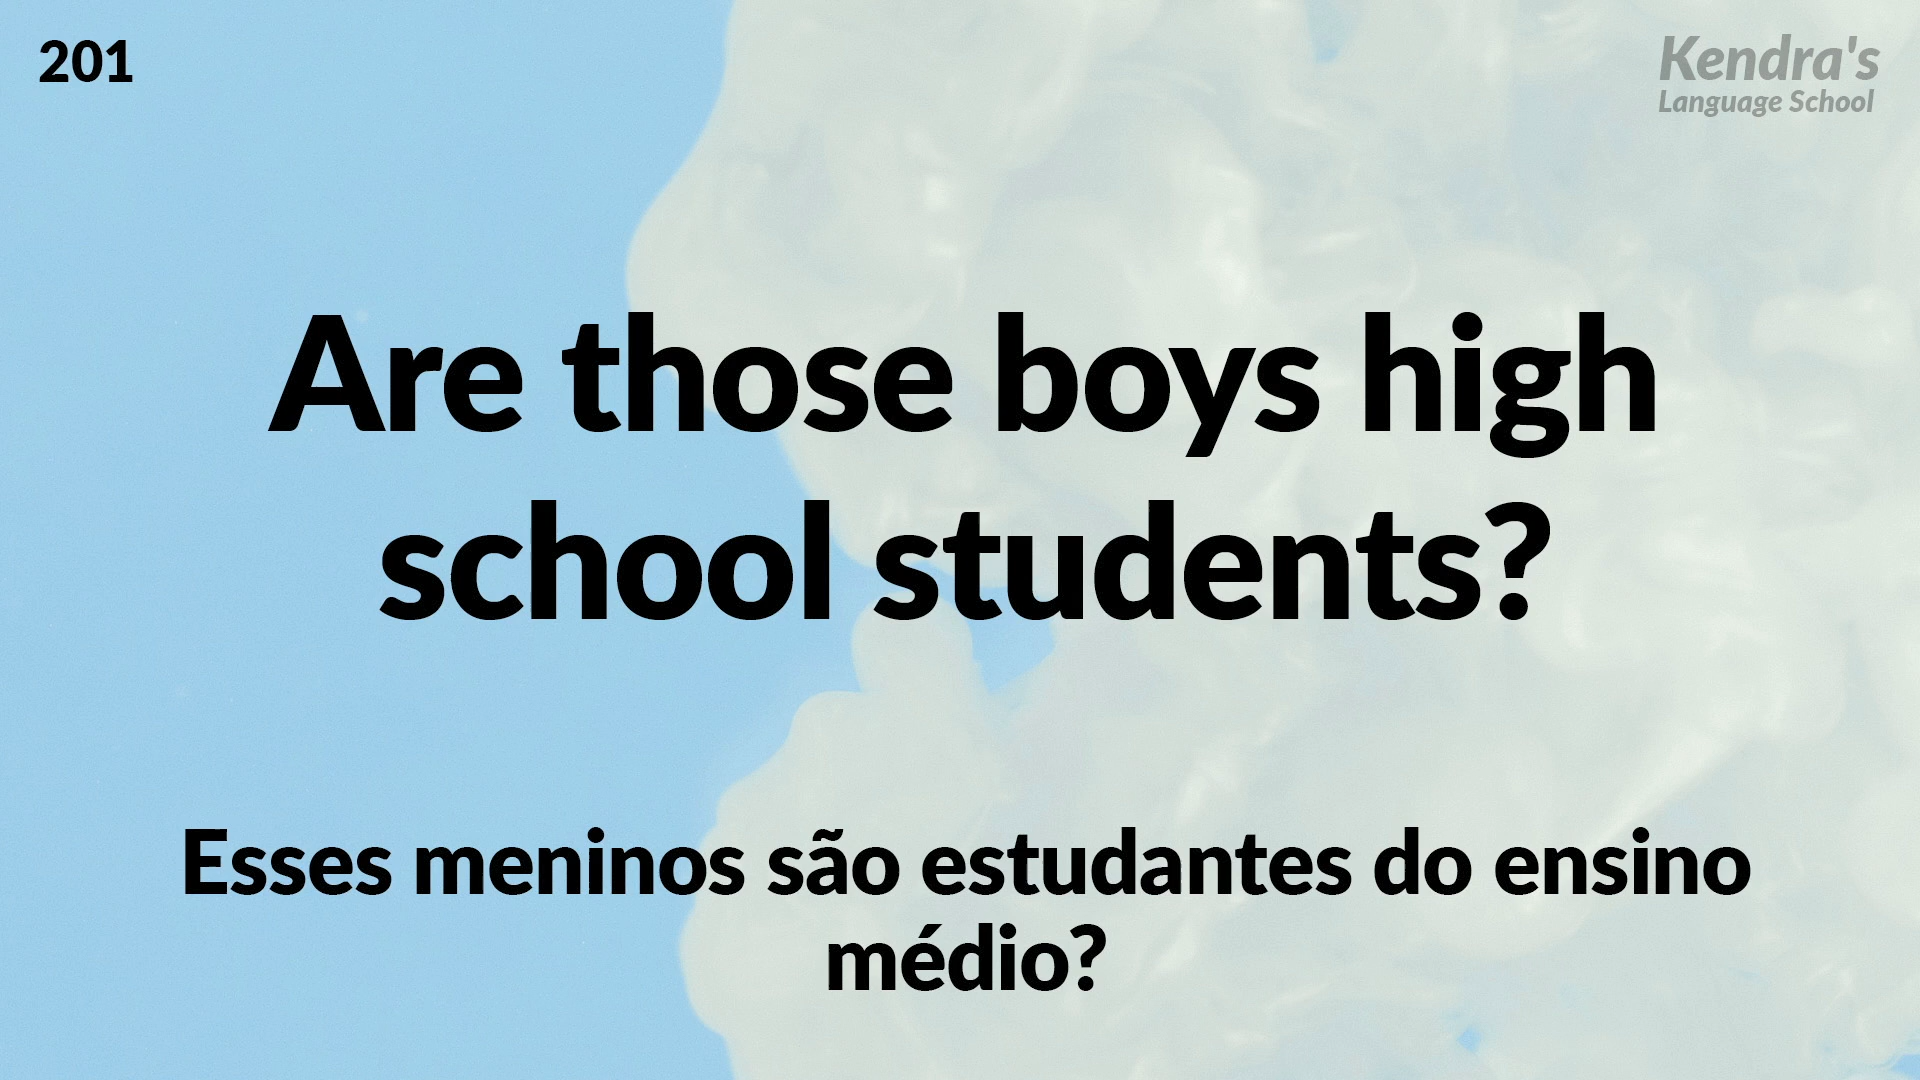 201
Kendra's
Language School
Are those boys high
school students?
Esses meninos são estudantes do ensino
médio?